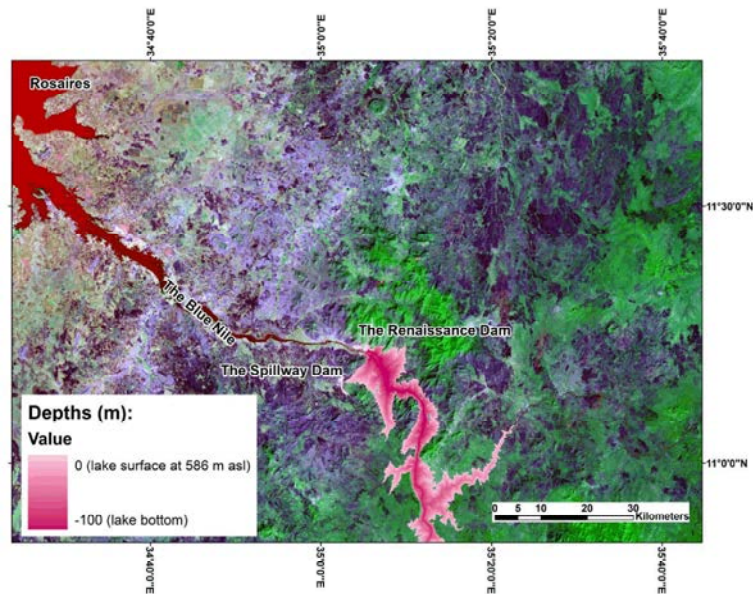 34°40'0"E
35°0'0"E
35°20'0"E
35°40'0"E
Rosaires
11°30'0"N
The Blue Nile
The Renaissance Dam
The Spillway Dam
Depths (m):
Value
0 (lake surface at 586 m asl)
-100 (lake bottom)
11°0'0"N
0 5 10 20 30
Kilometers
34°40'0"E
35°0'0"E
35°20'0"E
35°40'0"E